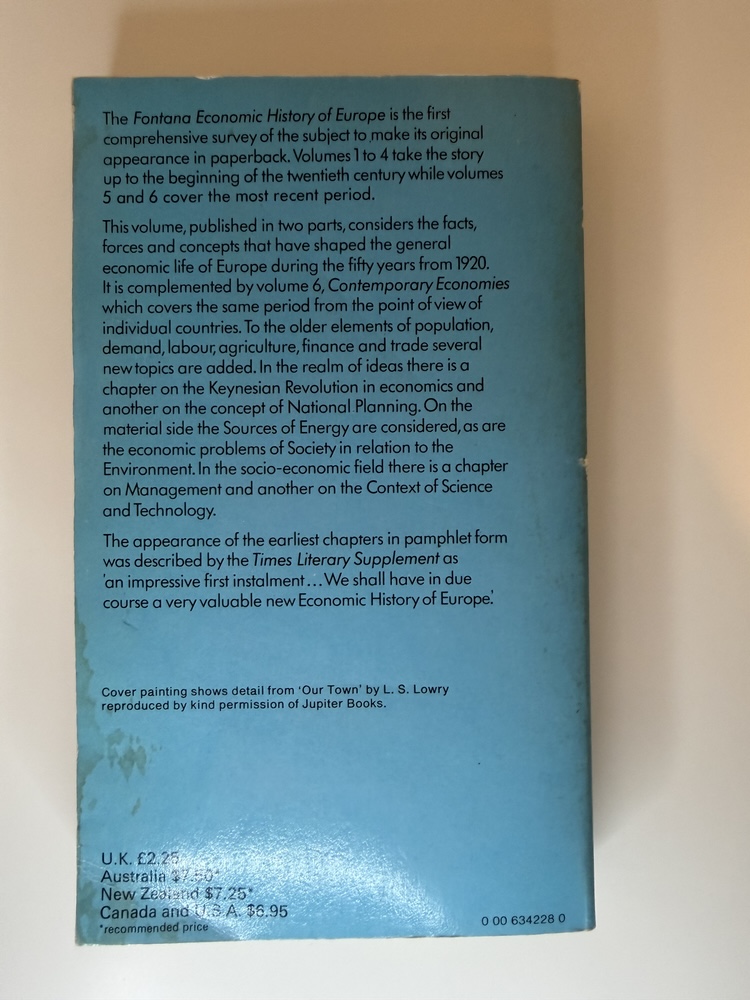 The Fontana Economic History of Europe is the first
comprehensive survey of the subject to make its original
appearance in paperback. Volumes 1 to 4 take the story
up to the beginning of the twentieth century while volumes
5 and 6 cover the most recent period.
This volume, published in two parts, considers the facts,
forces and concepts that have shaped the general
economic life of Europe during the fifty years from 1920.
It is complemented by volume 6, Contemporary Economies
which covers the same period from the point of view of
individual countries. To the older elements of population,
demand, labour, agriculture, finance and trade several
new topics are added. In the realm of ideas there is a
chapter on the Keynesian Revolution in economics and
another on the concept of National Planning. On the
material side the Sources of Energy are considered, as are
the economic problems of Society in relation to the
Environment. In the socio-economic field there is a chapter
on Management and another on the Context of Science
and Technology.
The appearance of the earliest chapters in pamphlet form
was described by the Times Literary Supplement as
'an impressive first instalment...We shall have in due
course a very valuable new Economic History of Europe.'
Cover painting shows detail from 'Our Town' by L. S. Lowry
reproduced by kind permission of Jupiter Books.
U.K. £2.25
Australia $7.50*
New Zealand $7.25*
Canada and U.S.A. $6.95
*recommended price
0 00 634228 0